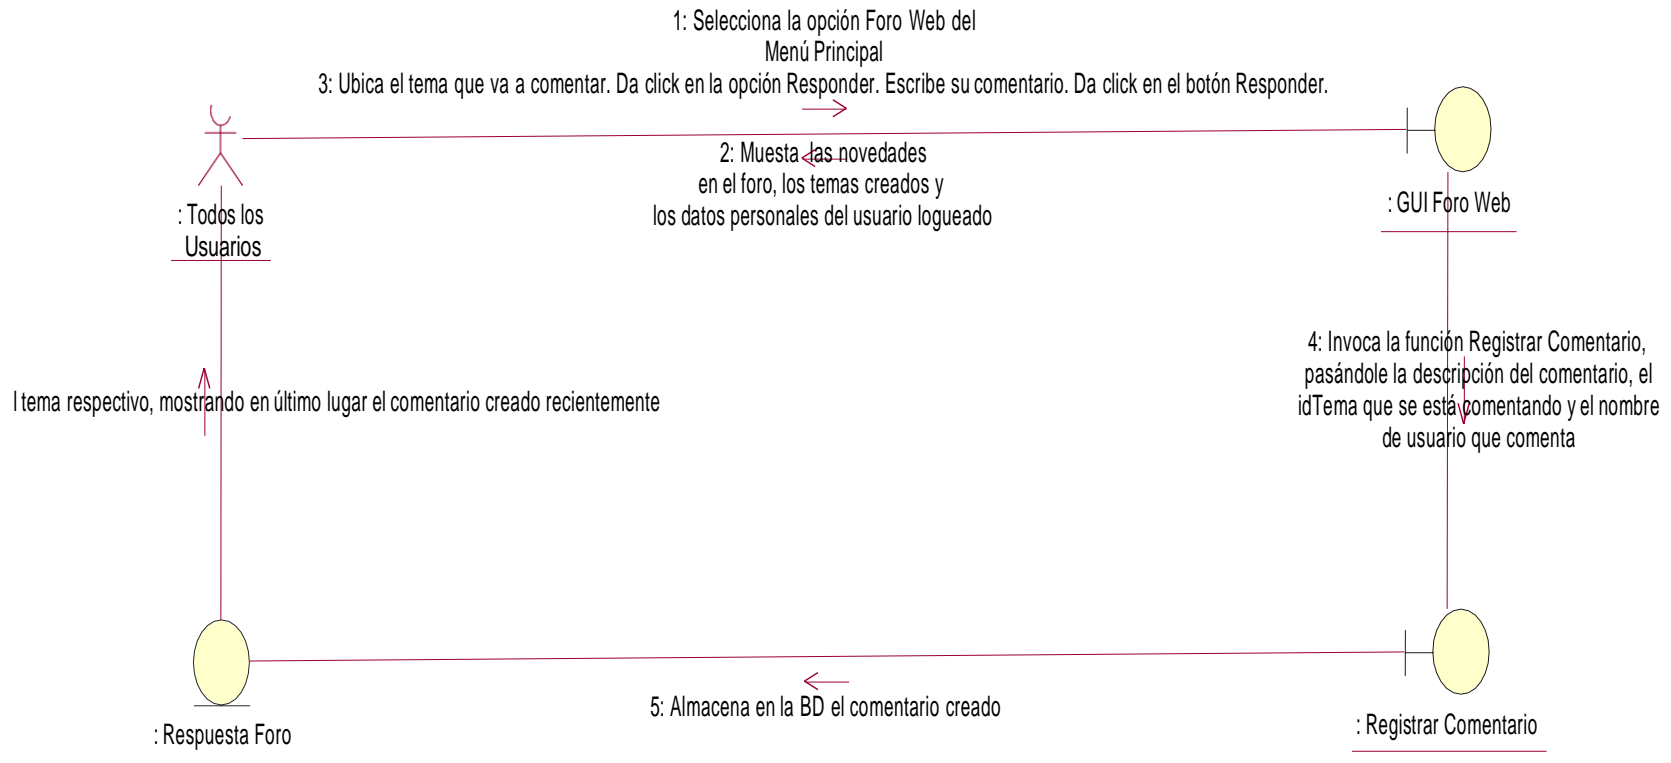 1: Selecciona la opción Foro Web del
Menú Principal
3: Ubica el tema que va a comentar. Da click en la opción Responder. Escribe su comentario. Da click en el botón Responder.
2: Muesta las novedades
en el foro, los temas creados y
los datos personales del usuario logueado
: Todos los
Usuarios
: GUI Foro Web
4: Invoca la función Registrar Comentario,
pasándole la descripción del comentario, el
idTema que se está comentando y el nombre
de usuario que comenta
l tema respectivo, mostrando en último lugar el comentario creado recientemente
5: Almacena en la BD el comentario creado
: Respuesta Foro
: Registrar Comentario